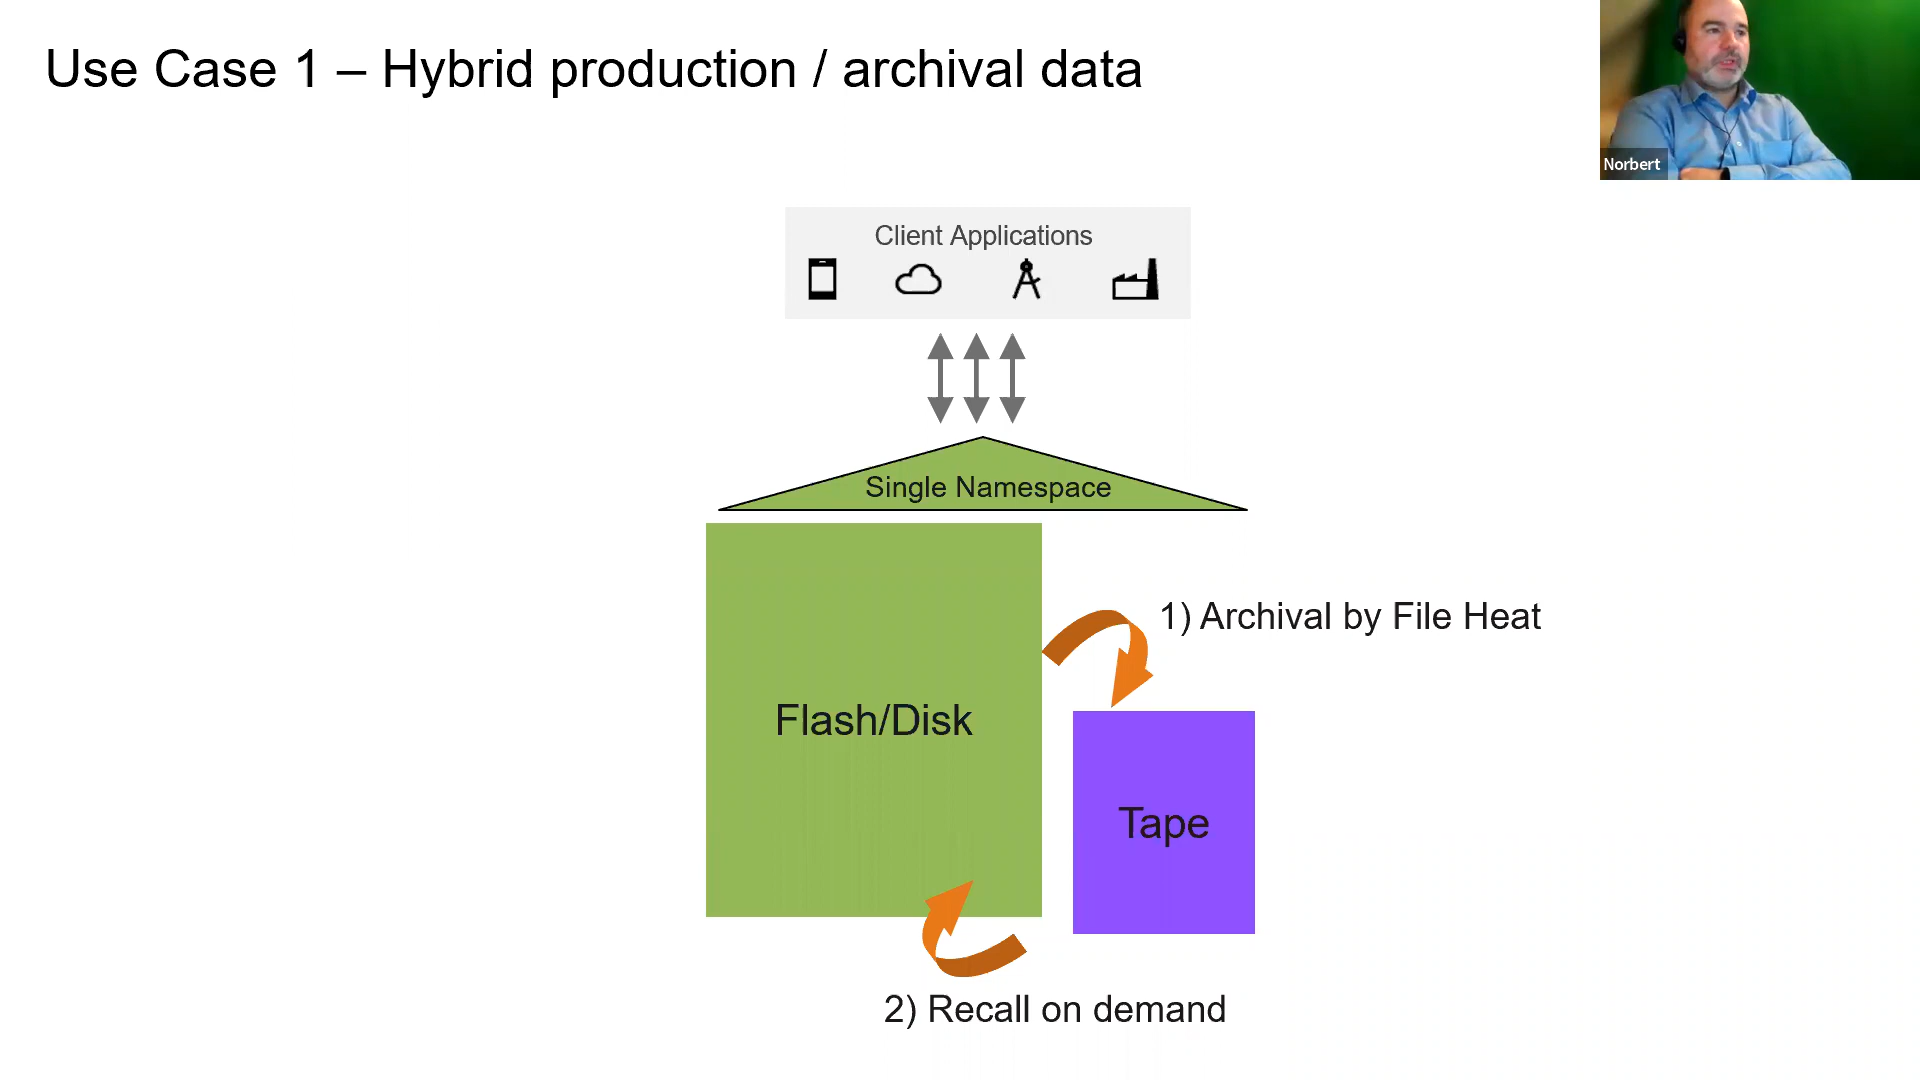 Use Case 1 – Hybrid production / archival data
Norbert
Client Applications
Single Namespace
1) Archival by File Heat
Flash/Disk
Tape
2) Recall on demand